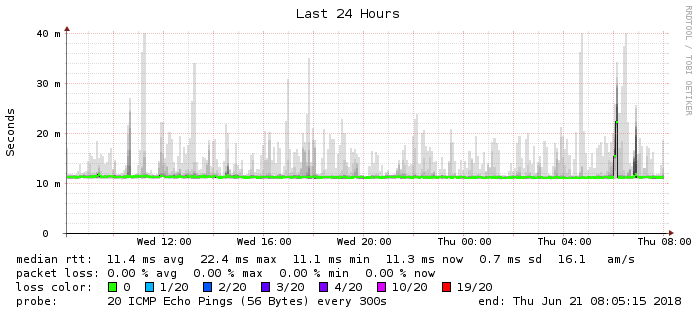 Last 24 Hours
RRDTOOL / TOBI OETIKER
Seconds
40 m
30 m
20 m
10 m
0
Wed 12:00 Wed 16:00 Wed 20:00 Thu 00:00 Thu 04:00 Thu 08:00
median rtt: 11.4 ms avg 22.4 ms max 11.1 ms min 11.3 ms now 0.7 ms sd 16.1 am/s
packet loss: 0.00 % avg 0.00 % max 0.00 % min 0.00 % now
loss color: 0 1/20 2/20 3/20 4/20 10/20 19/20
probe: 20 ICMP Echo Pings (56 Bytes) every 300s end: Thu Jun 21 08:05:15 2018